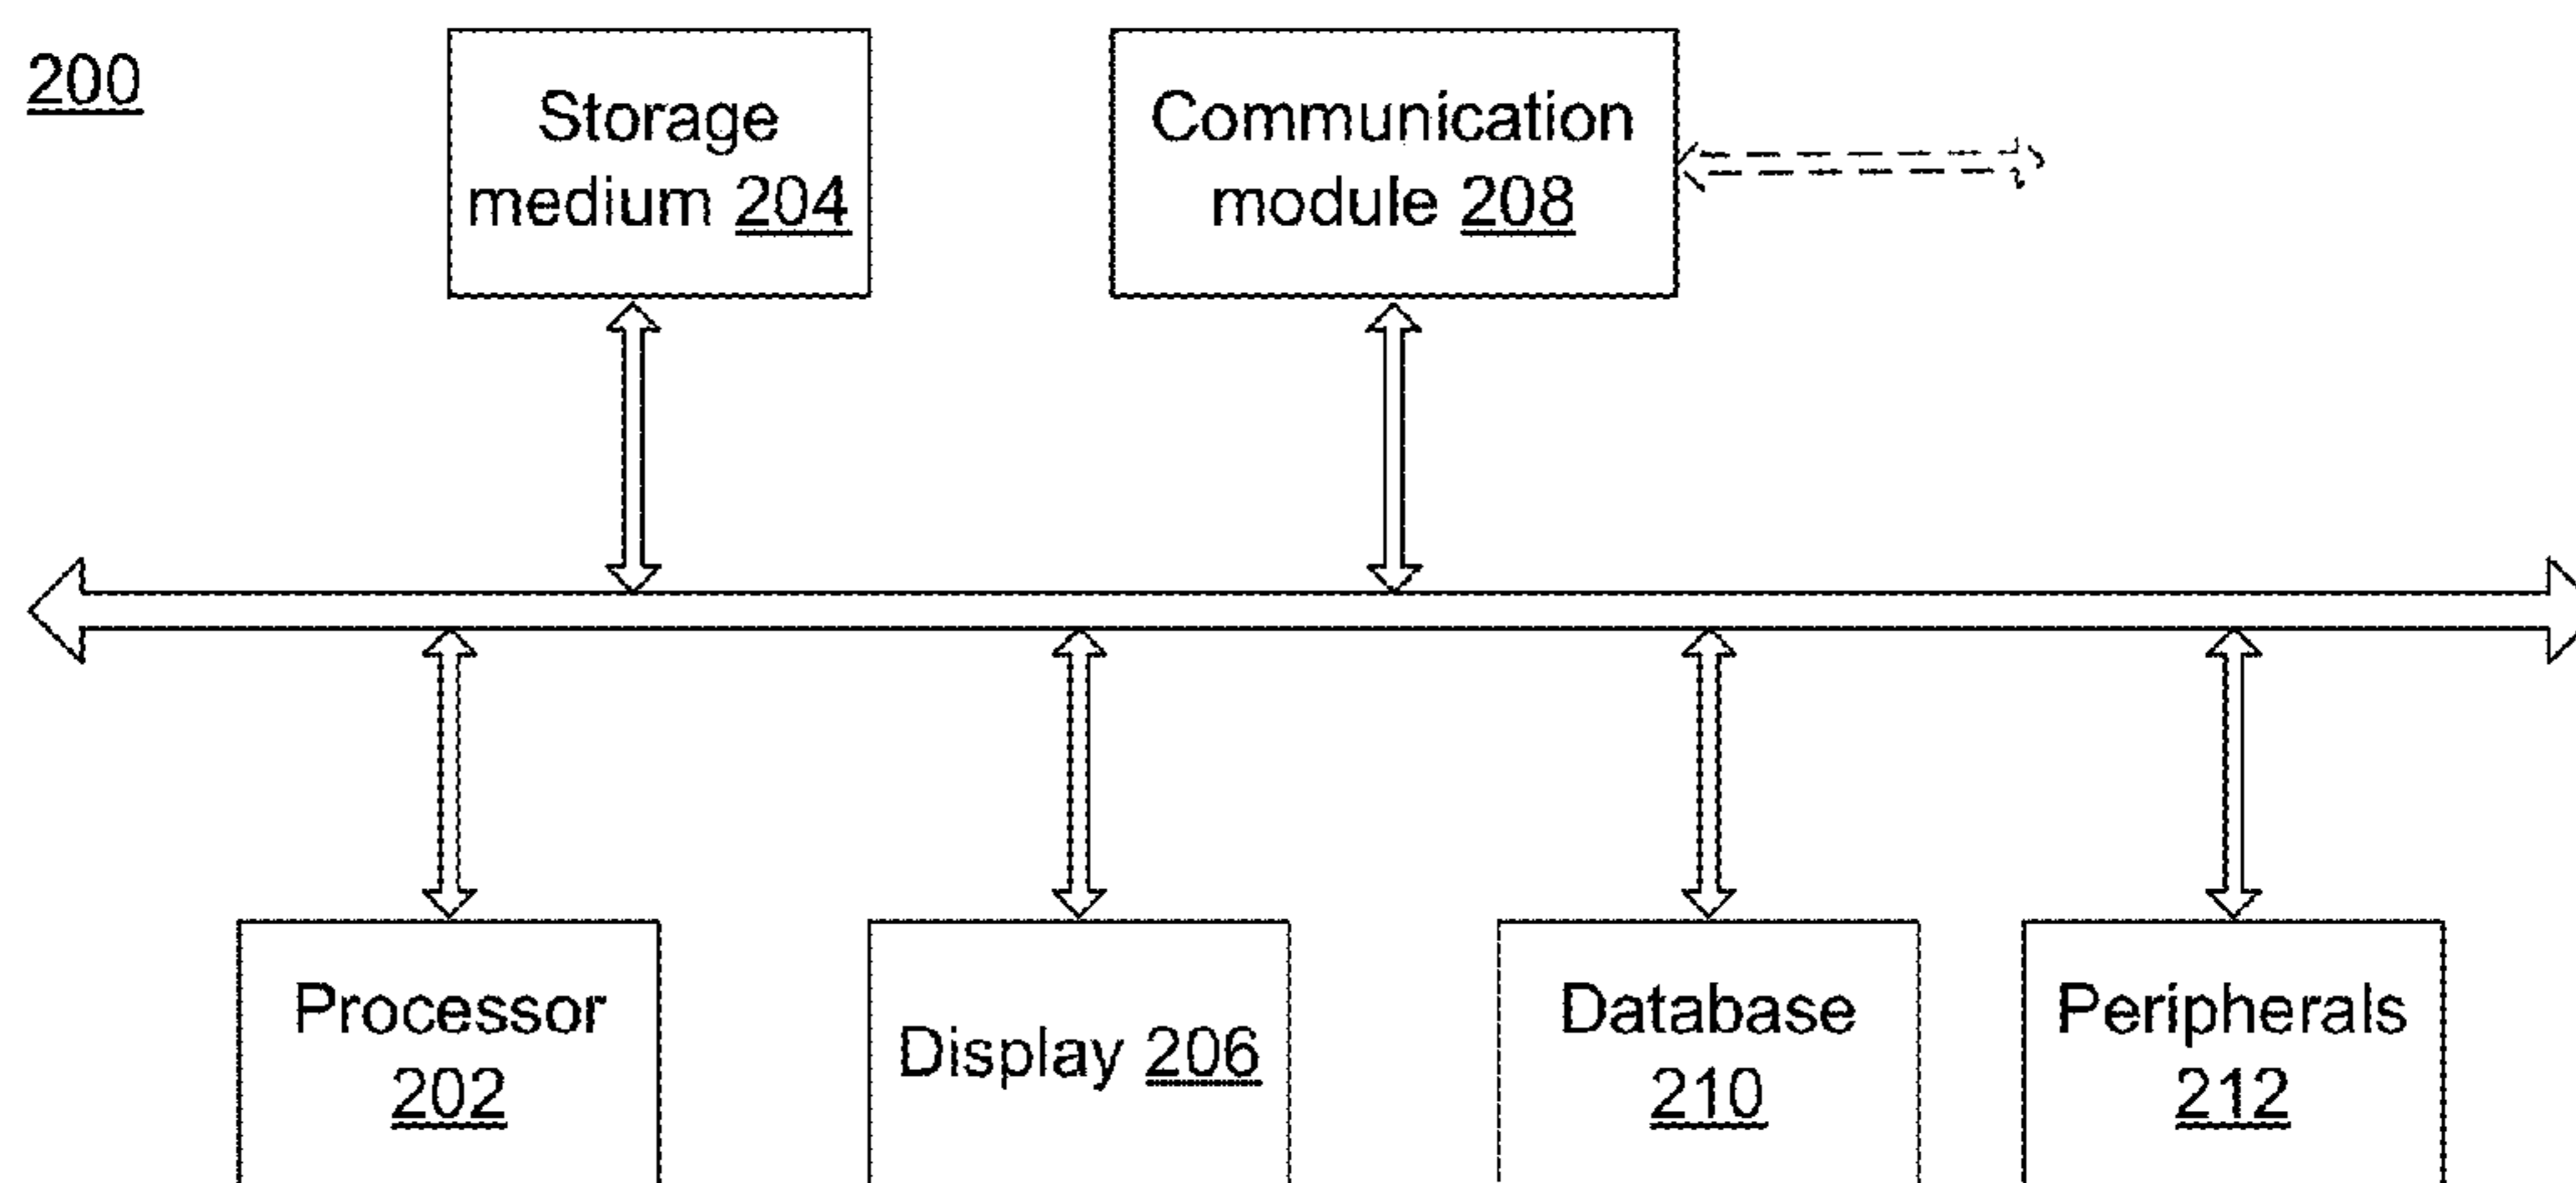 200
Storage
medium 204
Communication
module 208
Processor
202
Display 206
Database
210
Peripherals
212